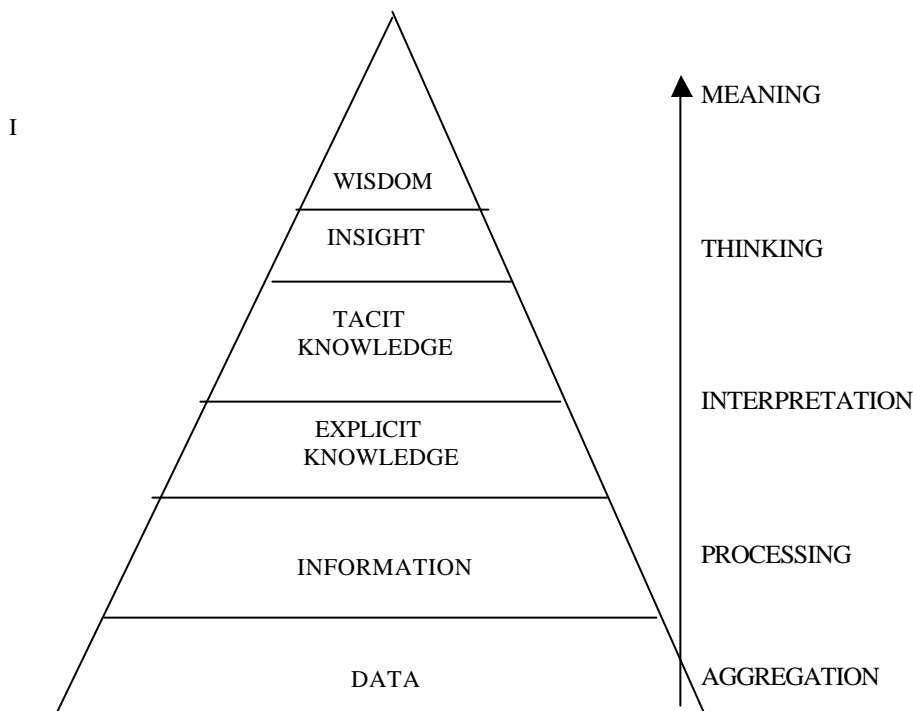 MEANING
I
WISDOM
INSIGHT
THINKING
TACIT
KNOWLEDGE
INTERPRETATION
EXPLICIT
KNOWLEDGE
PROCESSING
INFORMATION
AGGREGATION
DATA